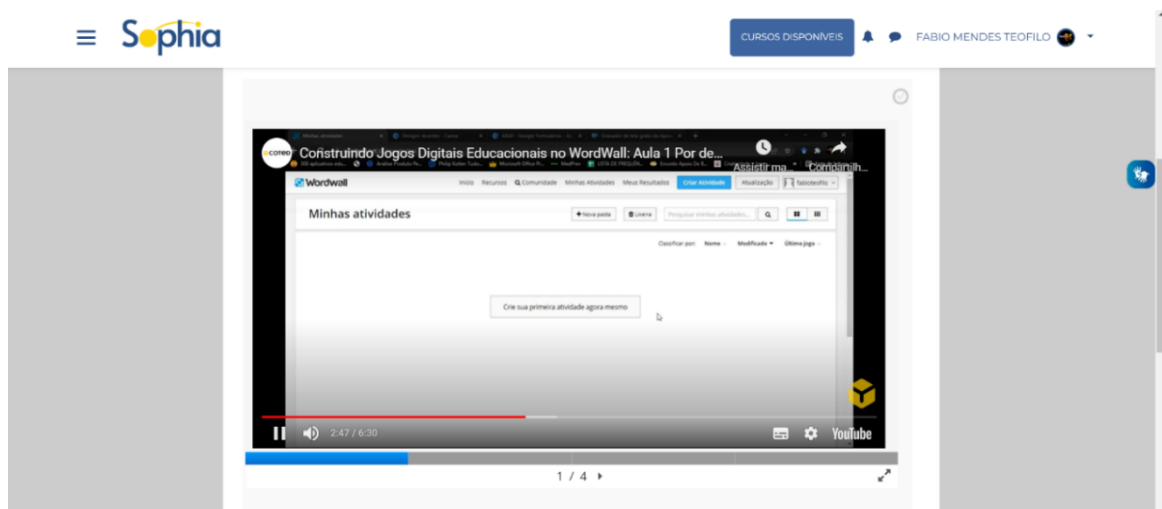 Sophia
CURSOS DISPONÍVEIS
FABIO MENDES TEOFILO
coteo
Construindo Jogos Digitais Educacionais no WordWall: Aula 1 Por de...
Assistir ma...
Compartilh...
Wordwall
Início Recursos Comunidade Minhas Atividades Meus Resultados Criar Atividade Atualização fabioteofilo
Minhas atividades
Nova pasta Lixeira Pesquisar minhas atividades...
Classificar por: Nome Modificado Último jogo
Crie sua primeira atividade agora mesmo
2:47 / 6:30
YouTube
1 / 4